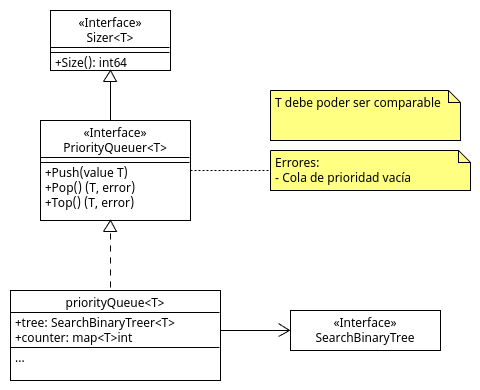 «Interface»
Sizer<T>
+Size(): int64
«Interface»
PriorityQueuer<T>
+Push(value T)
+Pop() (T, error)
+Top() (T, error)
T debe poder ser comparable
Errores:
- Cola de prioridad vacía
priorityQueue<T>
+tree: SearchBinaryTreer<T>
+counter: map<T>int
...
«Interface»
SearchBinaryTree